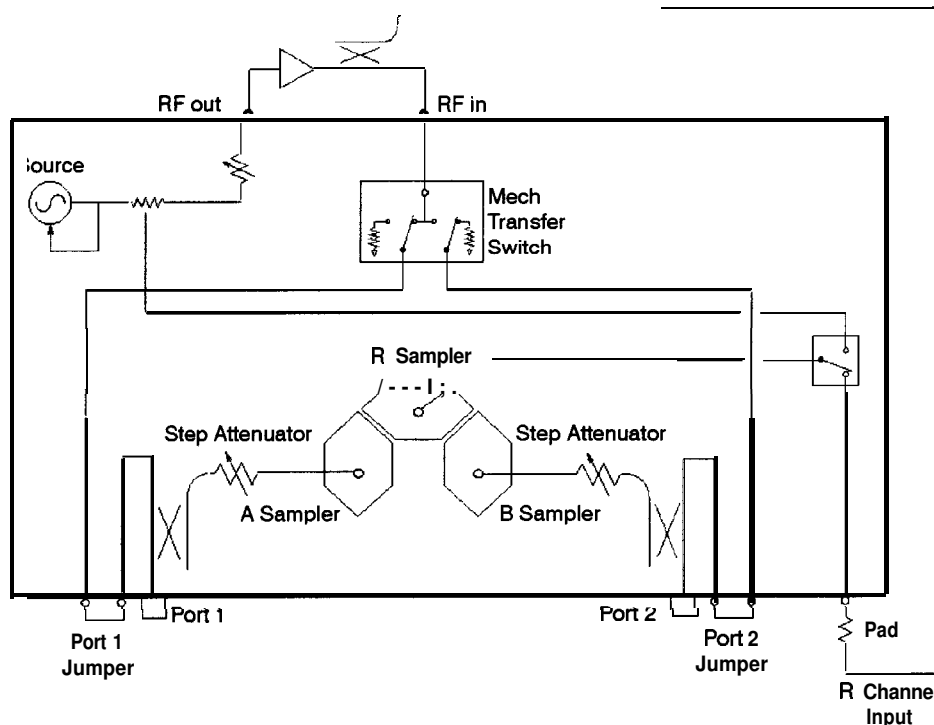 RF out
RF in
ource
Mech
Transfer
Switch
R Sampler
Step Attenuator
Step Attenuator
A Sampler
B Sampler
Port 1
Port 2
Port 1
Jumper
Port 2
Jumper
Pad
R Channe
Input